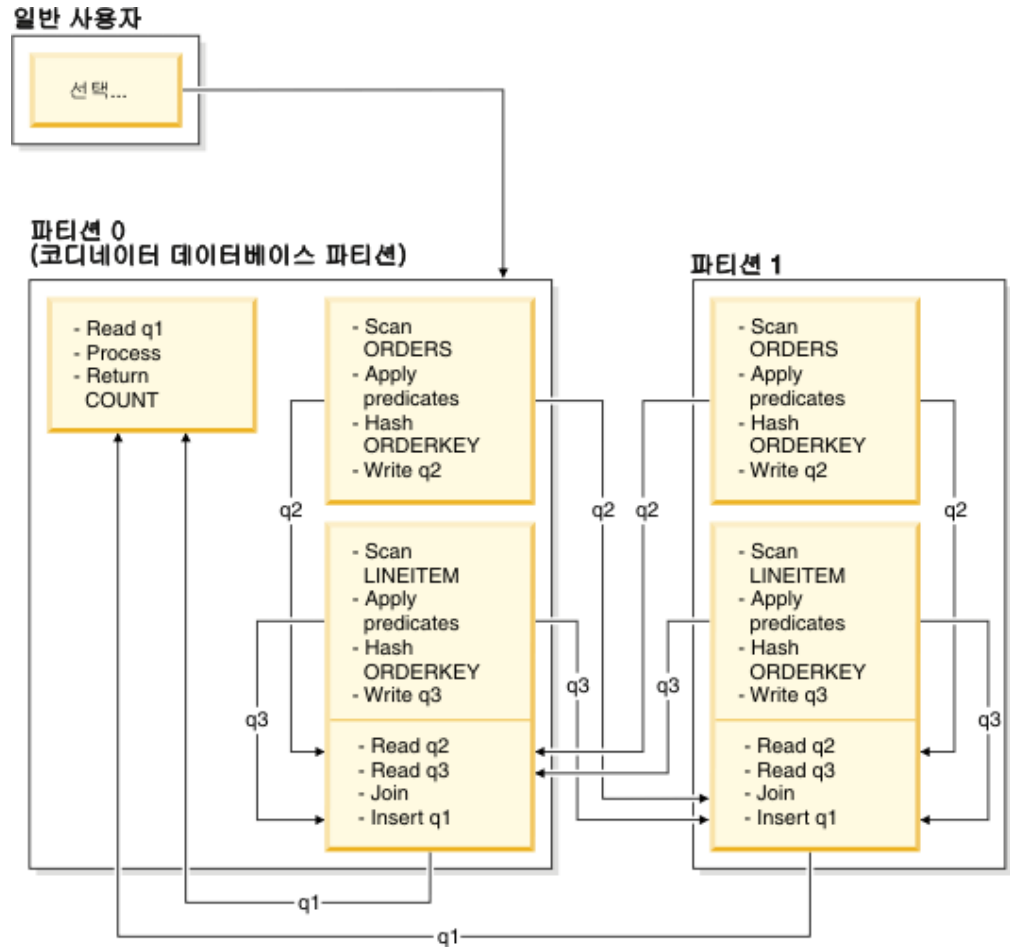 일반 사용자
선택...
파티션 0
(코디네이터 데이터베이스 파티션)
- Read q1
- Process
- Return
COUNT
- Scan
ORDERS
- Apply
predicates
- Hash
ORDERKEY
- Write q2
q2
q2
- Scan
LINEITEM
- Apply
predicates
- Hash
ORDERKEY
- Write q3
q3
q3
- Read q2
- Read q3
- Join
- Insert q1
파티션 1
- Scan
ORDERS
- Apply
predicates
- Hash
ORDERKEY
- Write q2
q2
q2
- Scan
LINEITEM
- Apply
predicates
- Hash
ORDERKEY
- Write q3
q3
q3
- Read q2
- Read q3
- Join
- Insert q1
q1
q1